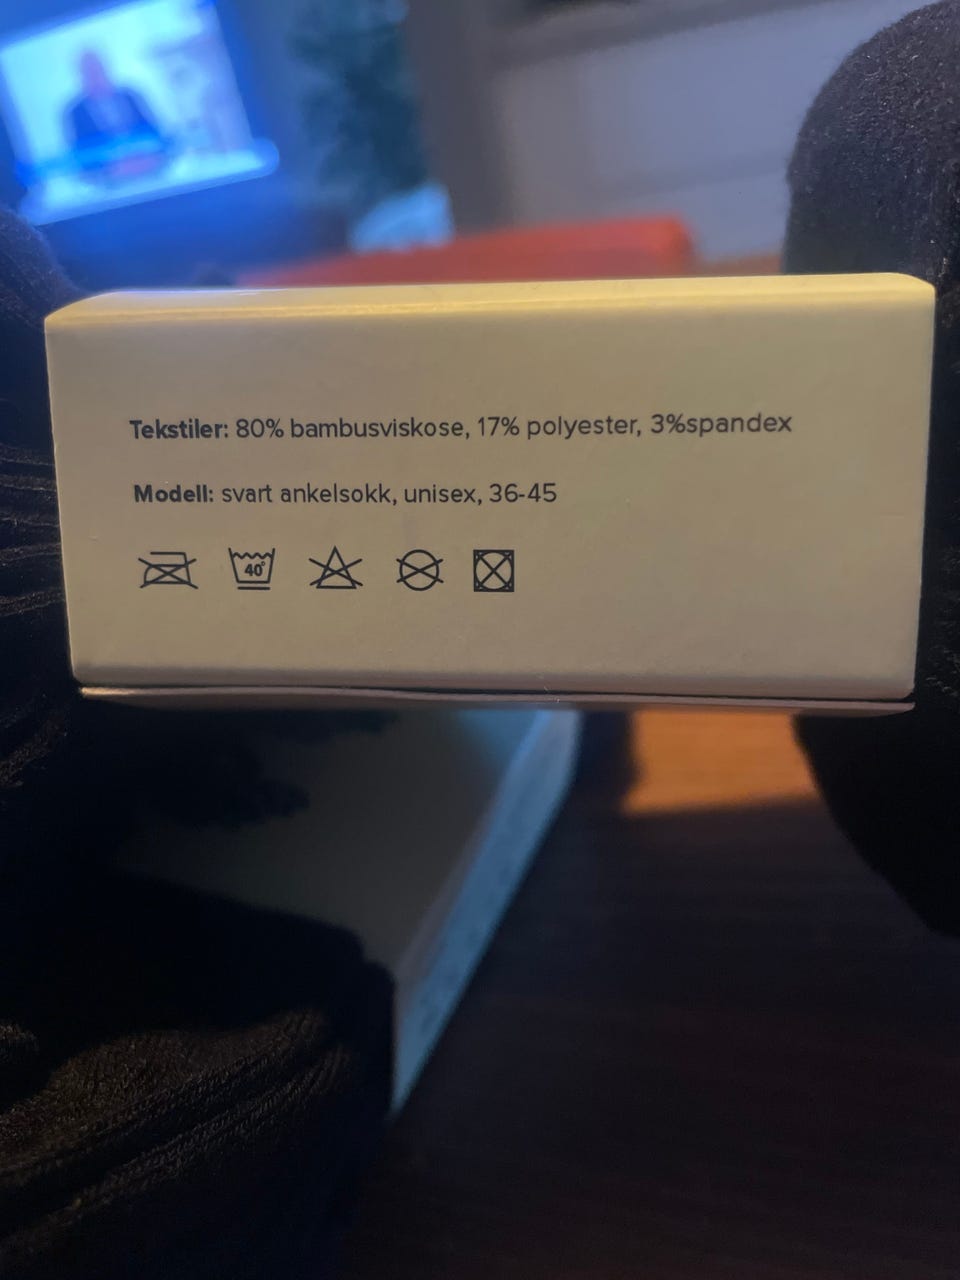 Tekstiler: 80% bambusviskose, 17% polyester, 3%spandex
Modell: svart ankelsokk, unisex, 36-45
40°